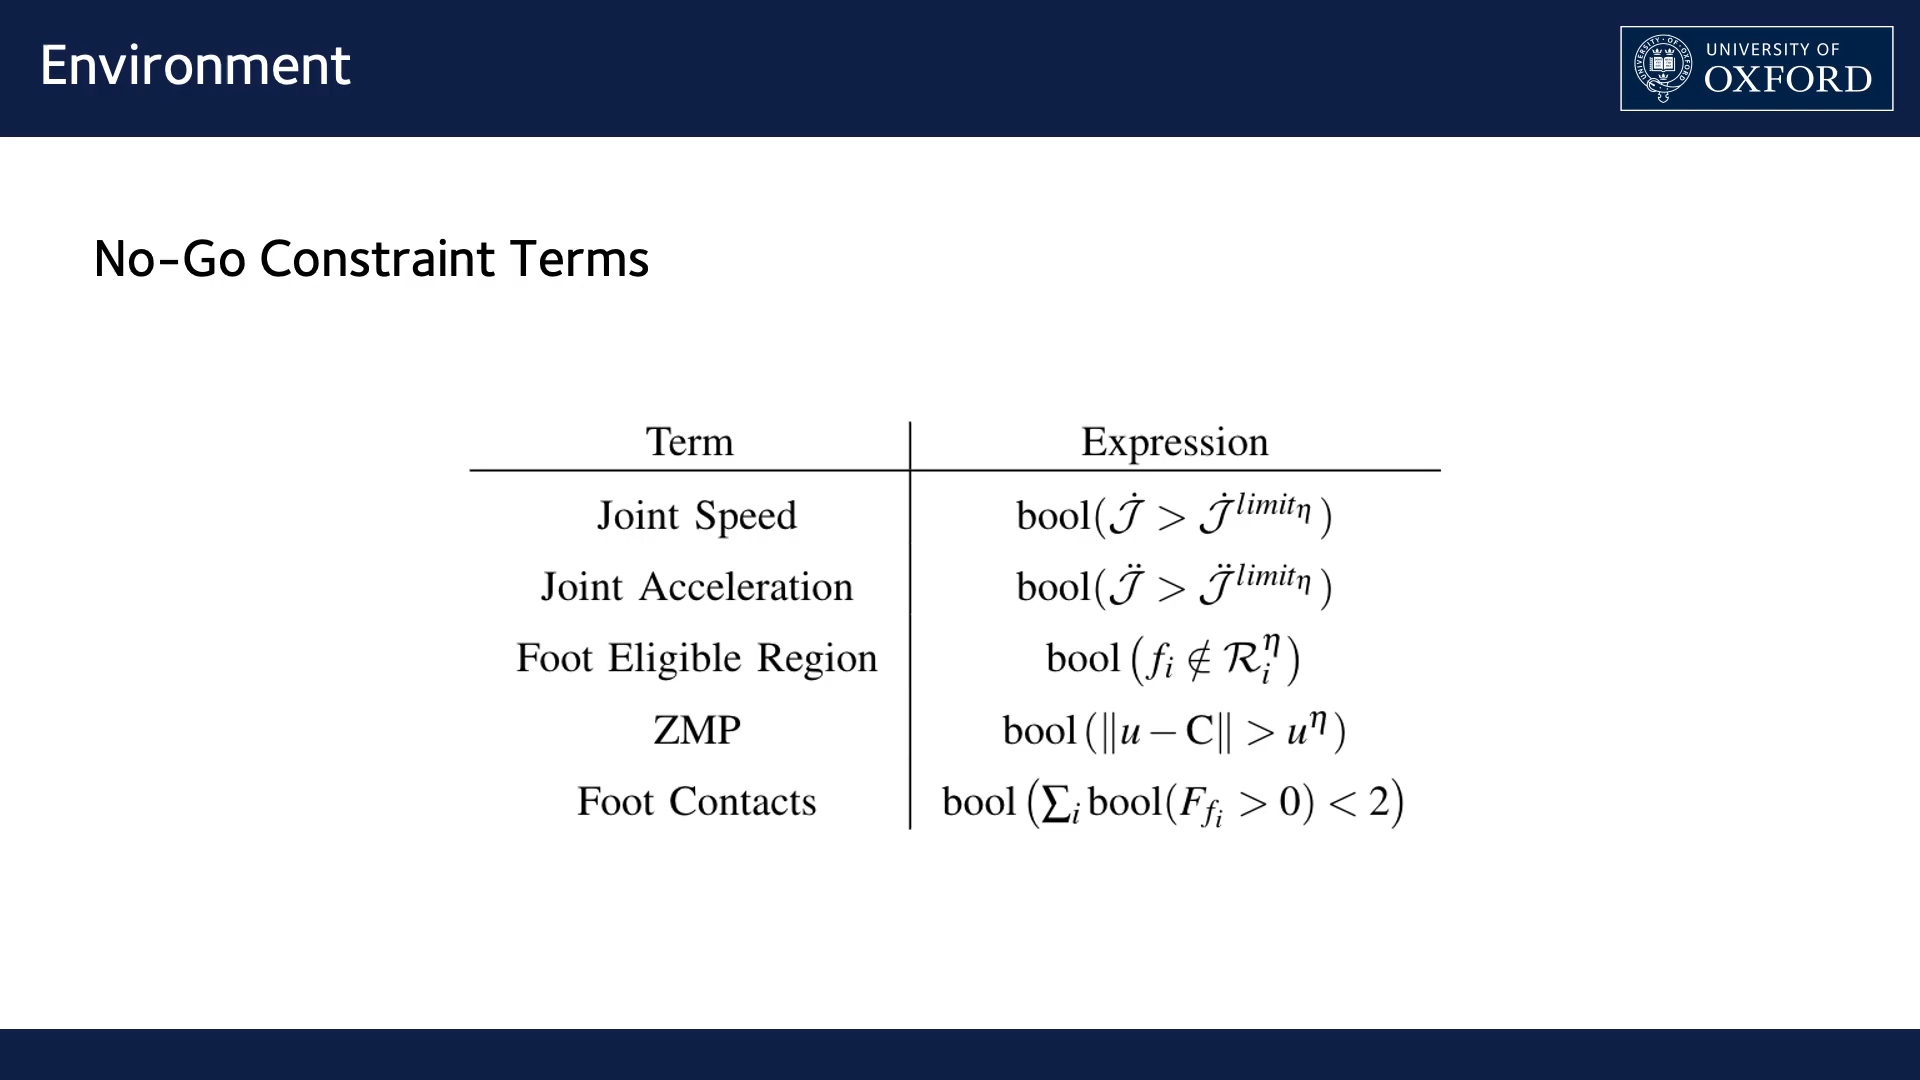 Environment
UNIVERSITY OF
OXFORD
No-Go Constraint Terms
Term Expression
Joint Speed bool(𝒥̇ > 𝒥̇^{limit_η})
Joint Acceleration bool(𝒥̈ > 𝒥̈^{limit_η})
Foot Eligible Region bool(f_i ∉ ℛ_i^η)
ZMP bool(‖u − C‖ > u^η)
Foot Contacts bool(∑_i bool(F_{f_i} > 0) < 2)